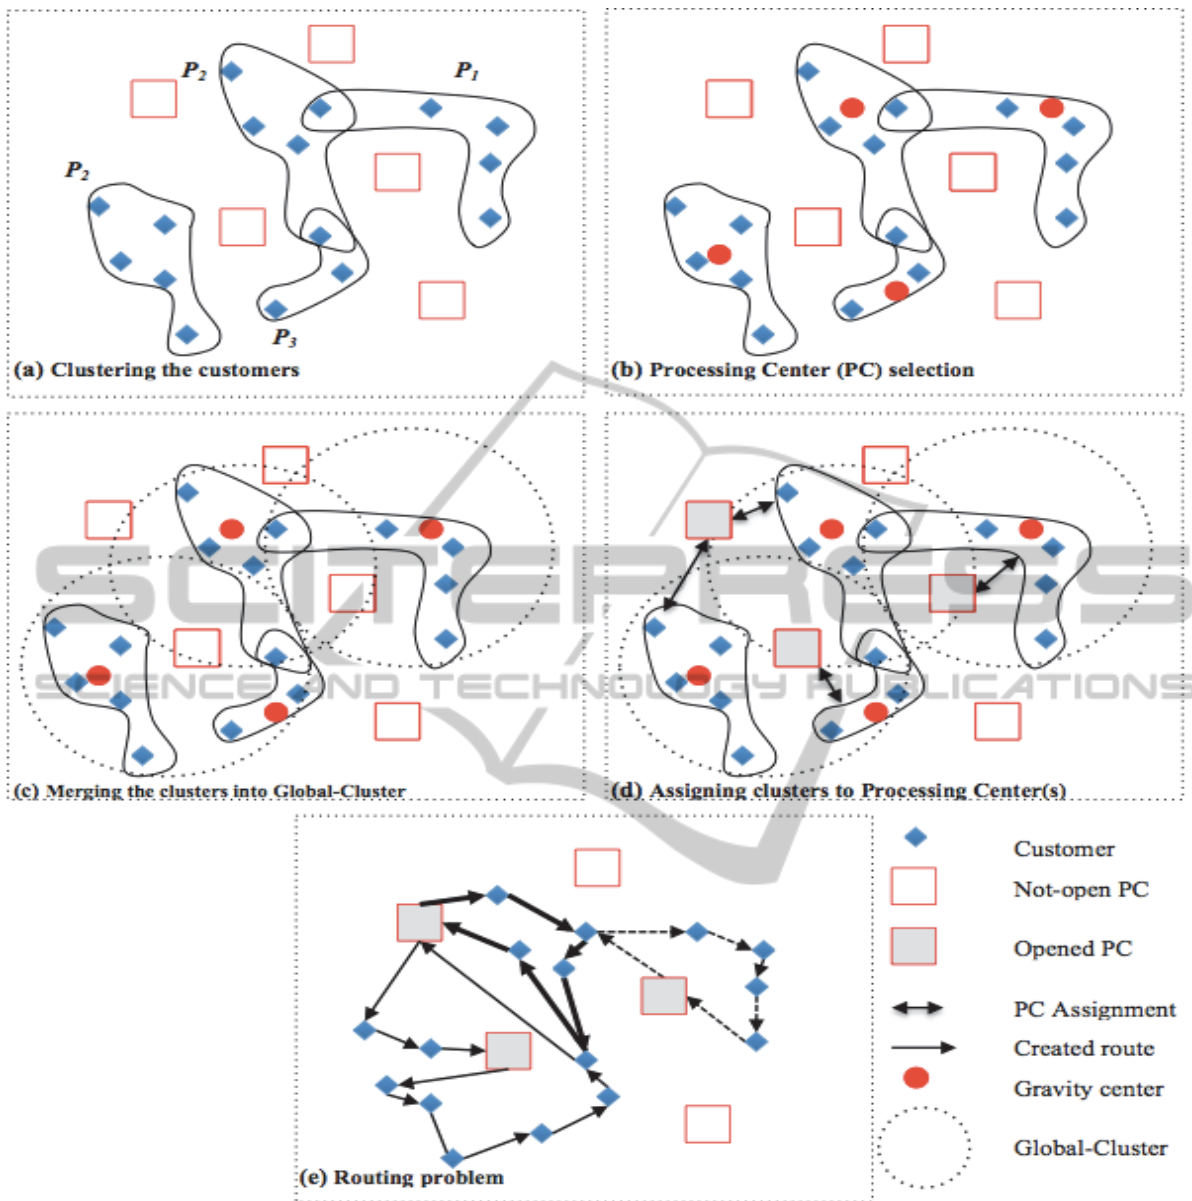 P2
P1
P2
P3
(a) Clustering the customers
(b) Processing Center (PC) selection
SCITEPRESS
SCIENCE AND TECHNOLOGY PUBLICATIONS
(c) Merging the clusters into Global-Cluster
(d) Assigning clusters to Processing Center(s)
Customer
Not-open PC
Opened PC
PC Assignment
Created route
Gravity center
Global-Cluster
(e) Routing problem